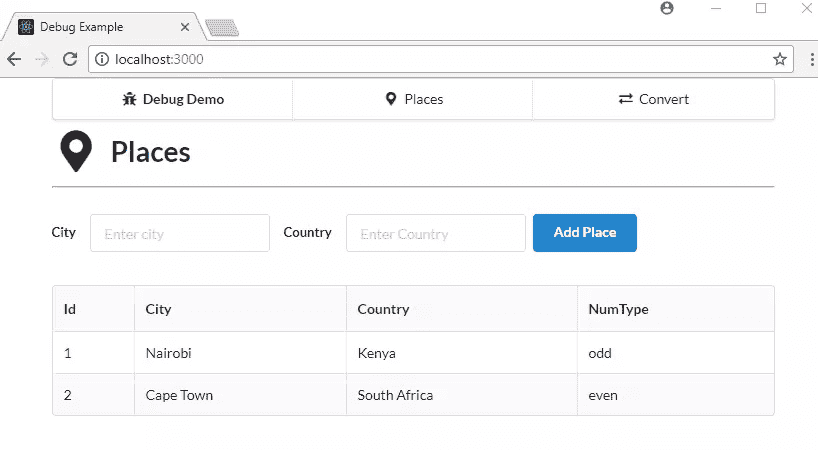 Debug Example
localhost:3000
Debug Demo Places Convert
Places
City Enter city Country Enter Country Add Place
Id City Country NumType
1 Nairobi Kenya odd
2 Cape Town South Africa even